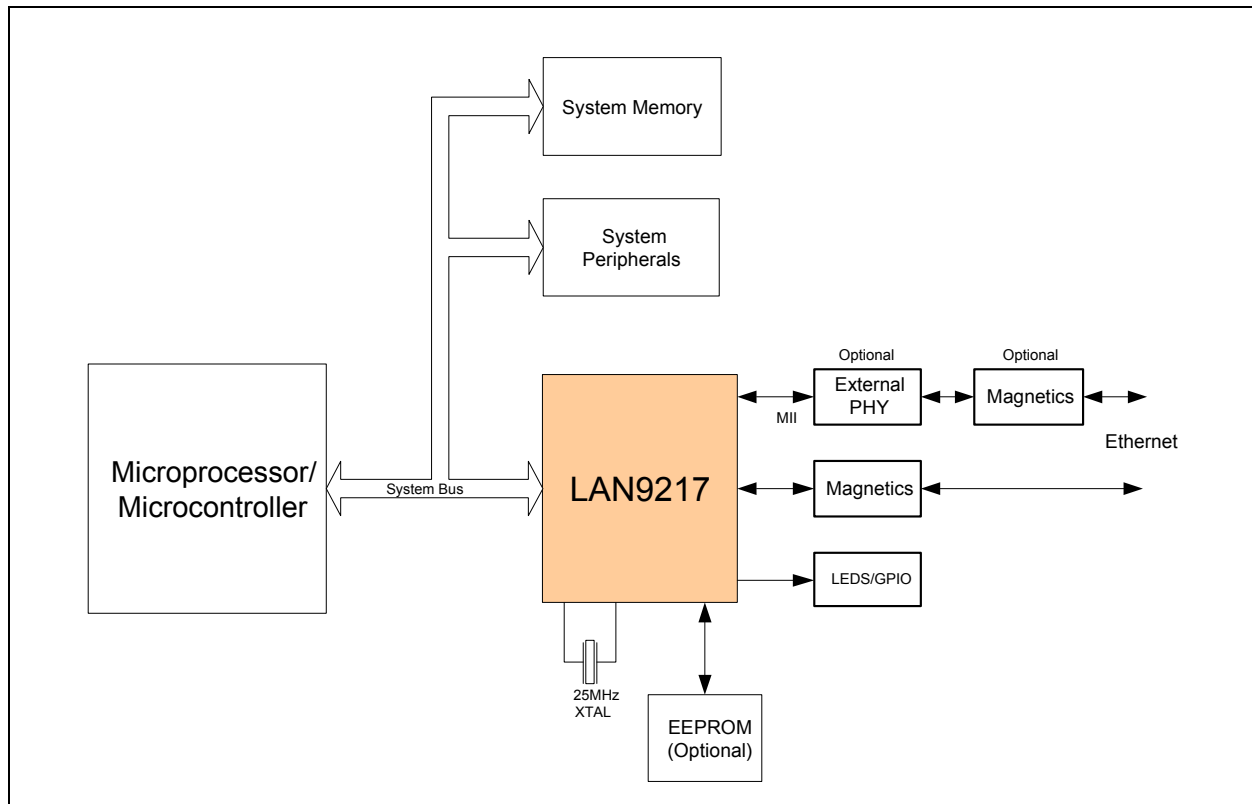 System Memory
System
Peripherals
Microprocessor/
Microcontroller
System Bus
LAN9217
MII
Optional
External
PHY
Optional
Magnetics
Ethernet
Magnetics
LEDS/GPIO
25MHz
XTAL
EEPROM
(Optional)